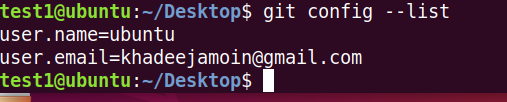 test1@ubuntu:~/Desktop$ git config --list
user.name=ubuntu
user.email=khadeejamoin@gmail.com
test1@ubuntu:~/Desktop$